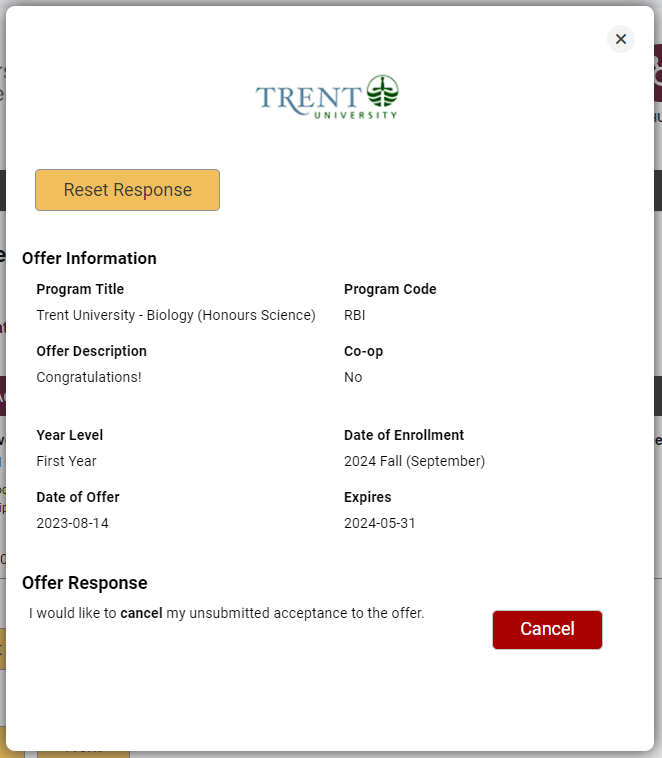 TRENT
UNIVERSITY
Reset Response
Offer Information
Program Title
Program Code
Trent University - Biology (Honours Science)
RBI
Offer Description
Co-op
Congratulations!
No
Year Level
Date of Enrollment
First Year
2024 Fall (September)
Date of Offer
Expires
2023-08-14
2024-05-31
Offer Response
I would like to cancel my unsubmitted acceptance to the offer.
Cancel